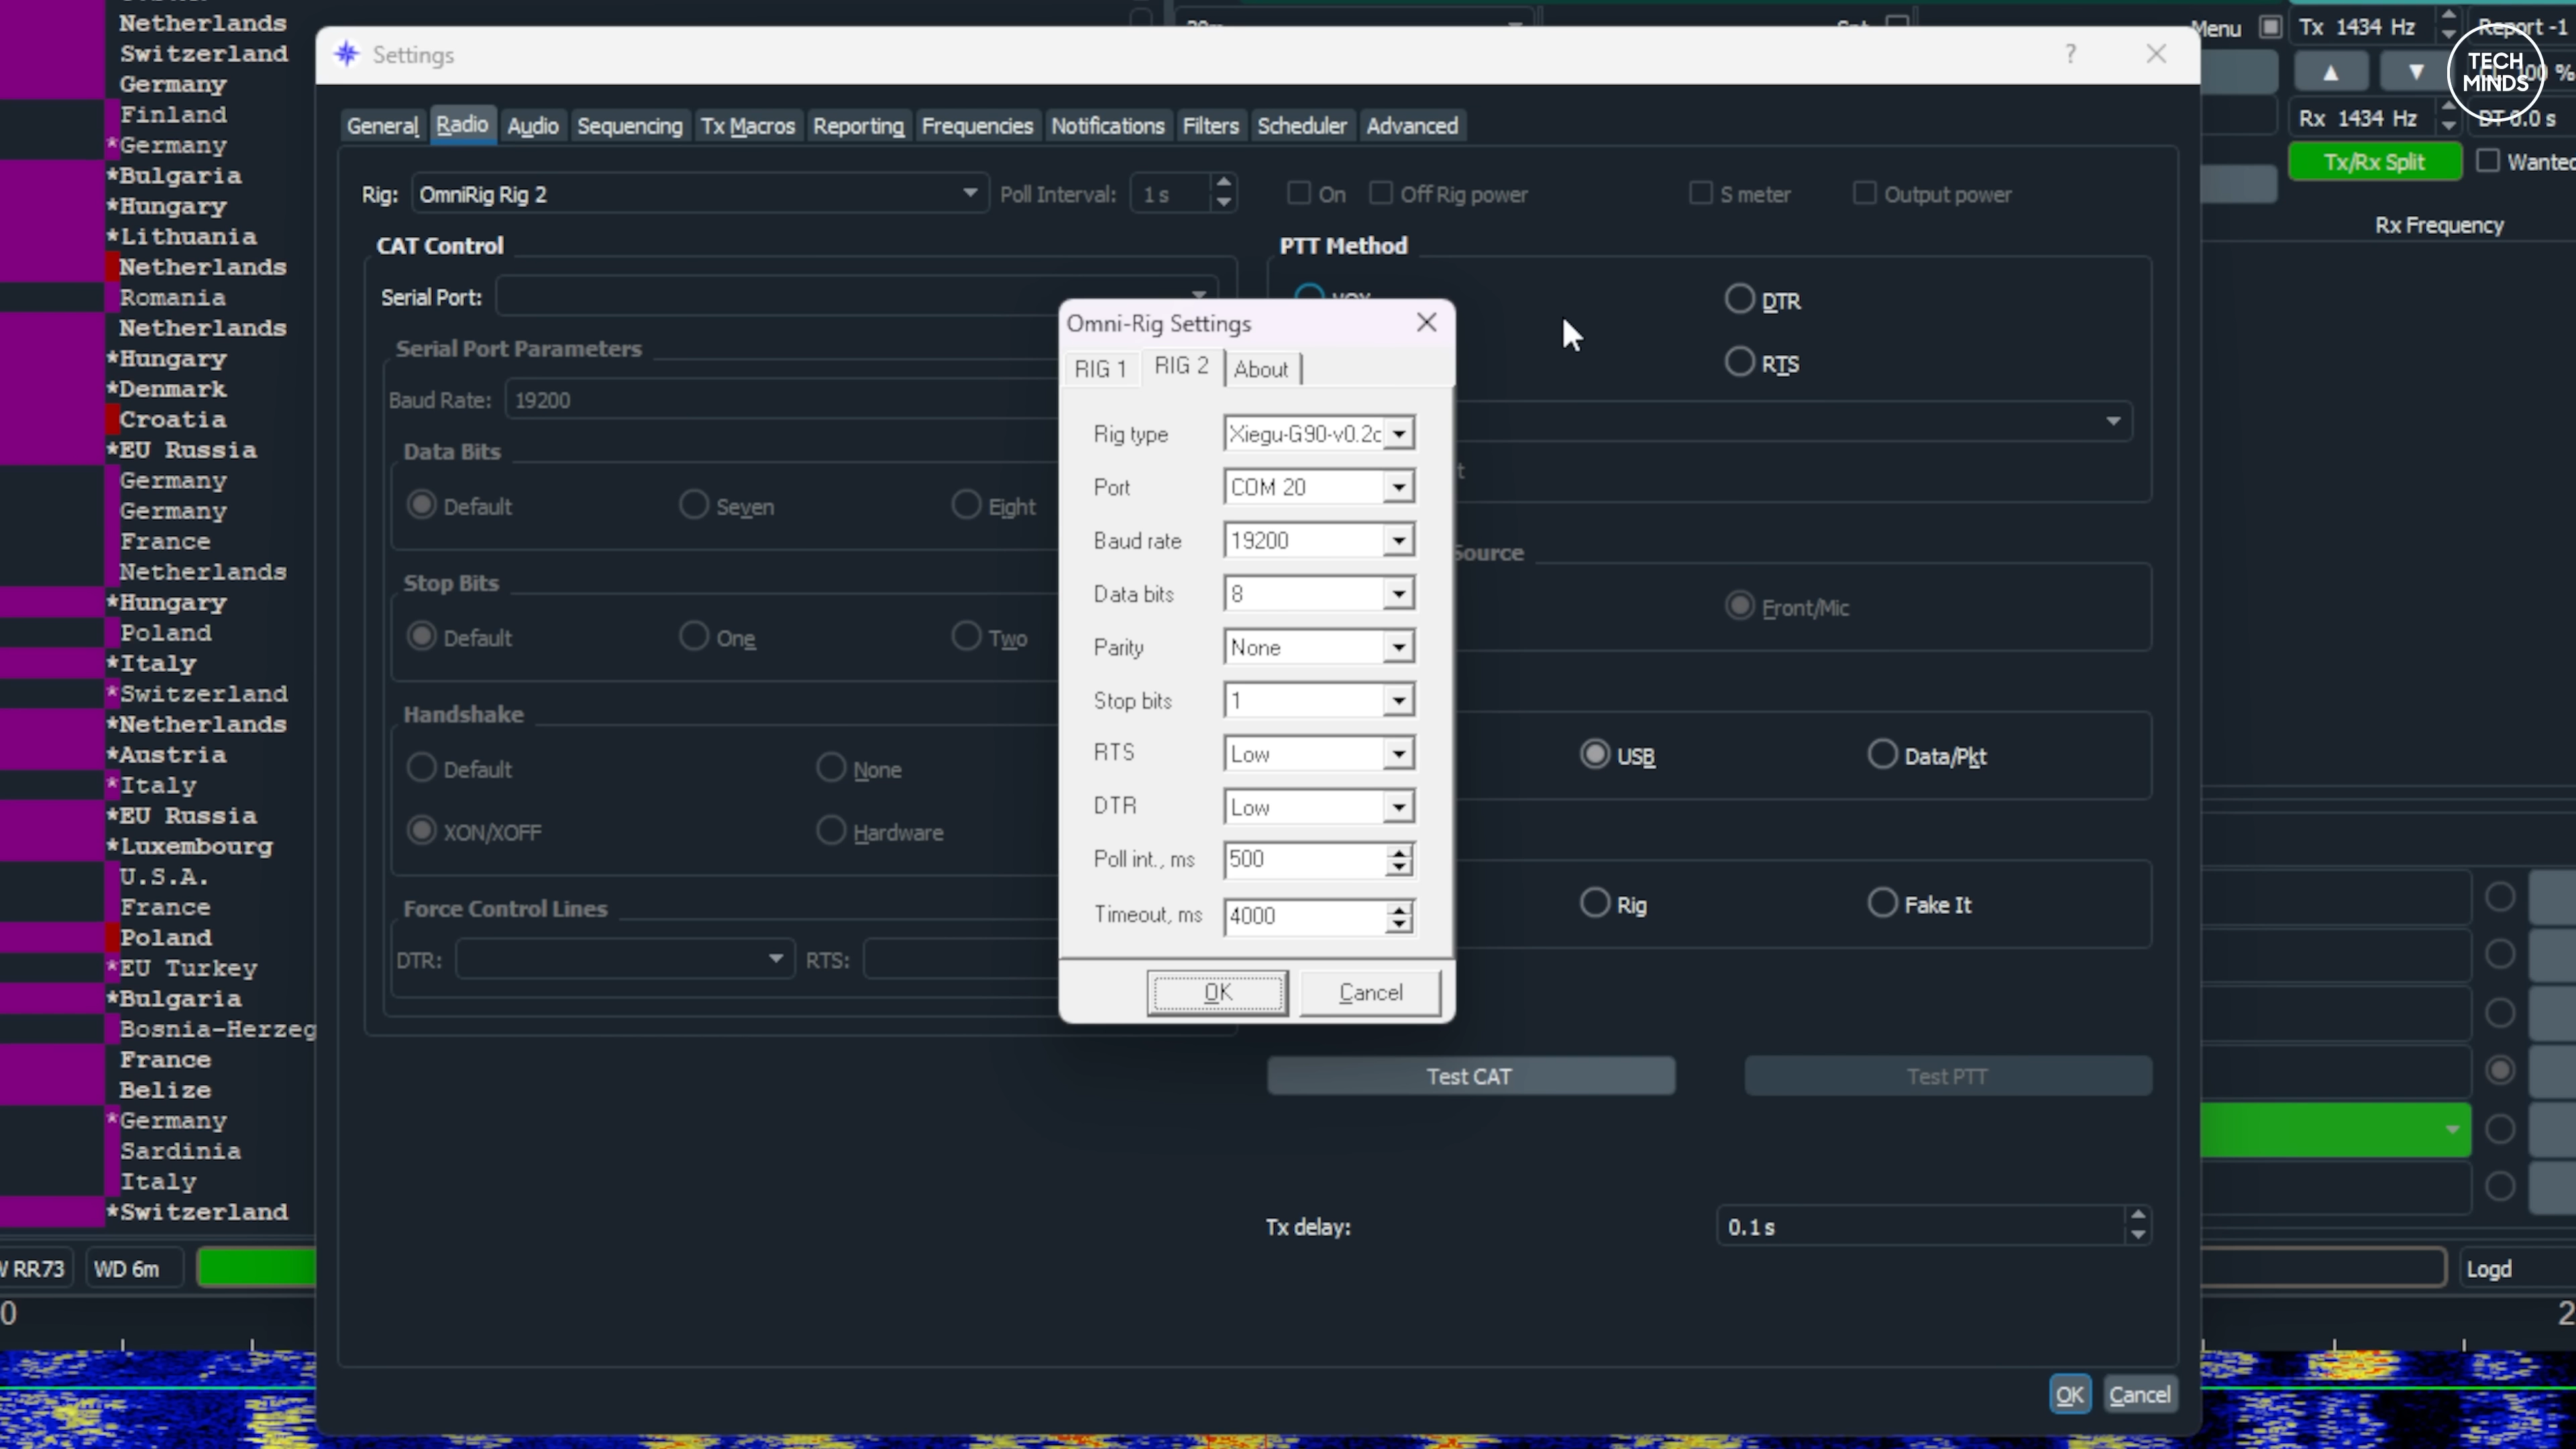 Netherlands
Switzerland
Germany
Finland
*Germany
*Bulgaria
*Hungary
*Lithuania
Netherlands
Romania
Netherlands
*Hungary
*Denmark
Croatia
*EU Russia
Germany
Germany
France
Netherlands
*Hungary
Poland
*Italy
*Switzerland
*Netherlands
*Austria
*Italy
*EU Russia
*Luxembourg
U.S.A.
France
Poland
*EU Turkey
*Bulgaria
Bosnia-Herzeg
France
Belize
*Germany
Sardinia
Italy
*Switzerland
RR73
WD 6m
0
Settings
?
General Radio Audio Sequencing Tx Macros Reporting Frequencies Notifications Filters Scheduler Advanced
Rig: OmniRig Rig 2 Poll Interval: 1 s On Off Rig power S meter Output power
CAT Control
Serial Port:
Serial Port Parameters
Baud Rate: 19200
Data Bits
Default Seven Eight
Stop Bits
Default One Two
Handshake
Default None
XON/XOFF Hardware
Force Control Lines
DTR: RTS:
PTT Method
VOX DTR
RTS
Source
Front/Mic
USB Data/Pkt
Rig Fake It
Test CAT Test PTT
Tx delay: 0.1 s
OK Cancel
Omni-Rig Settings
RIG 1 RIG 2 About
Rig type Xiegu-G90-v0.2c
Port COM 20
Baud rate 19200
Data bits 8
Parity None
Stop bits 1
RTS Low
DTR Low
Poll int., ms 500
Timeout, ms 4000
OK Cancel
Menu Tx 1434 Hz Report -1
TECH
MINDS
%
Rx 1434 Hz DT 0.0 s
Tx/Rx Split Wanted
Rx Frequency
Logd
2